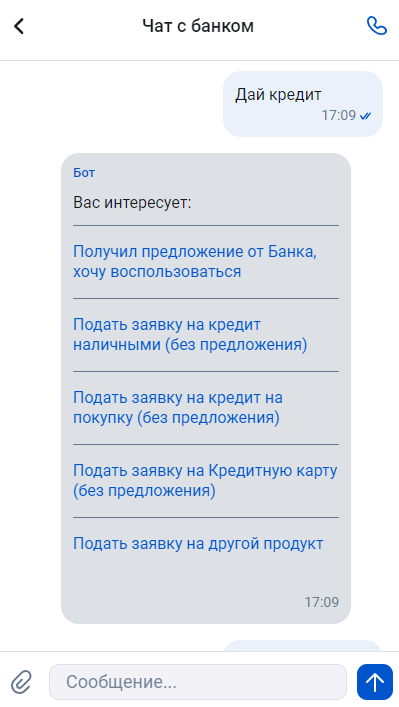 Чат с банком
Дай кредит
17:09
Бот
Вас интересует:
Получил предложение от Банка,
хочу воспользоваться
Подать заявку на кредит
наличными (без предложения)
Подать заявку на кредит на
покупку (без предложения)
Подать заявку на Кредитную карту
(без предложения)
Подать заявку на другой продукт
17:09
Сообщение...